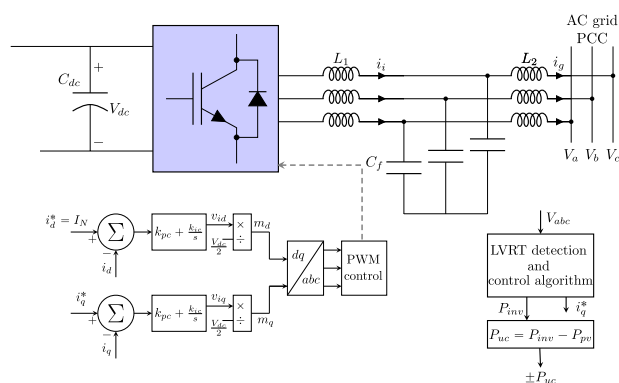 AC grid
PCC
L₁
i_i
L₂
i_g
C_dc
+
V_dc
−
C_f
V_a V_b V_c
i_d^* = I_N
+
∑
−
i_d
k_pc + k_ic/s
v_id
V_dc/2
×
÷
m_d
i_q^*
+
∑
−
i_q
k_pc + k_ic/s
v_iq
V_dc/2
×
÷
m_q
dq
abc
PWM
control
V_abc
LVRT detection
and
control algorithm
P_inv
i_q^*
P_uc = P_inv − P_pv
±P_uc